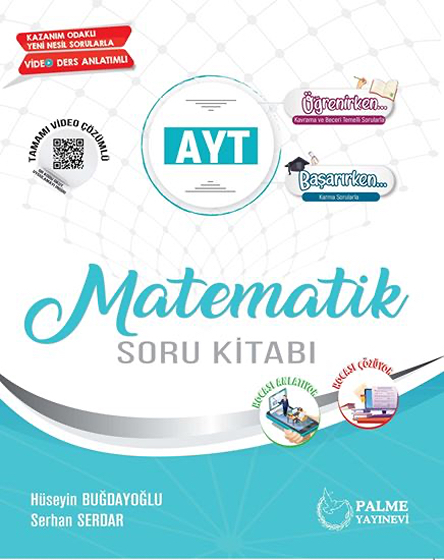 KAZANIM ODAKLI
YENİ NESİL SORULARLA
VİDEO DERS ANLATIMLI
TAMAMI VİDEO ÇÖZÜMLÜ
AYT
Öğrenirken...
Kavrama ve Beceri Temelli Sorularla
Başarırken...
Karma Sorularla
Matematik
SORU KİTABI
HOCASI ANLATIYOR
HOCASI ÇÖZÜYOR
Hüseyin BUĞDAYOĞLU
Serhan SERDAR
PALME
YAYINEVİ